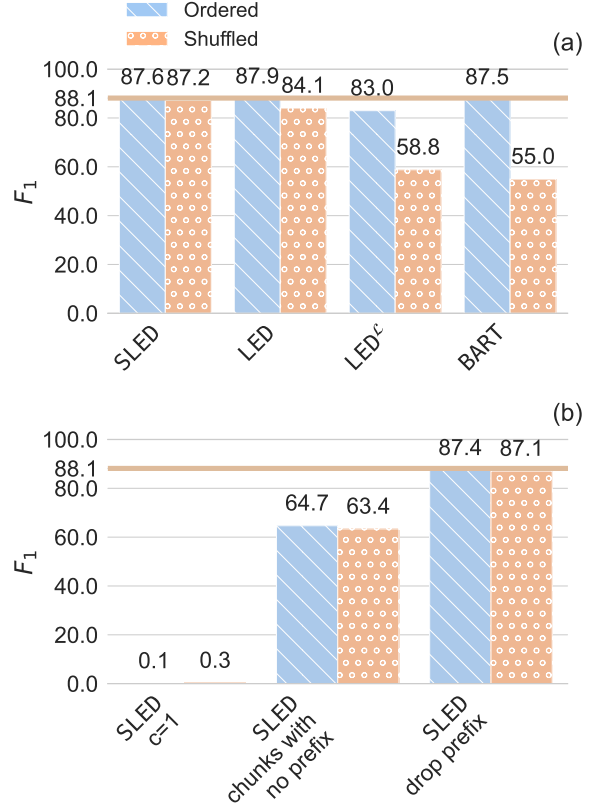 Ordered
Shuffled
(a)
100.0
87.6 87.2 87.9 84.1 83.0 87.5
88.1
80.0
58.8 55.0
60.0
40.0
20.0
0.0
F1
SLED
LED
LED^ℒ
BART
(b)
100.0
87.4 87.1
88.1
80.0
64.7 63.4
60.0
40.0
20.0
0.1 0.3
0.0
F1
SLED
c=1
SLED
chunks with
no prefix
SLED
drop prefix